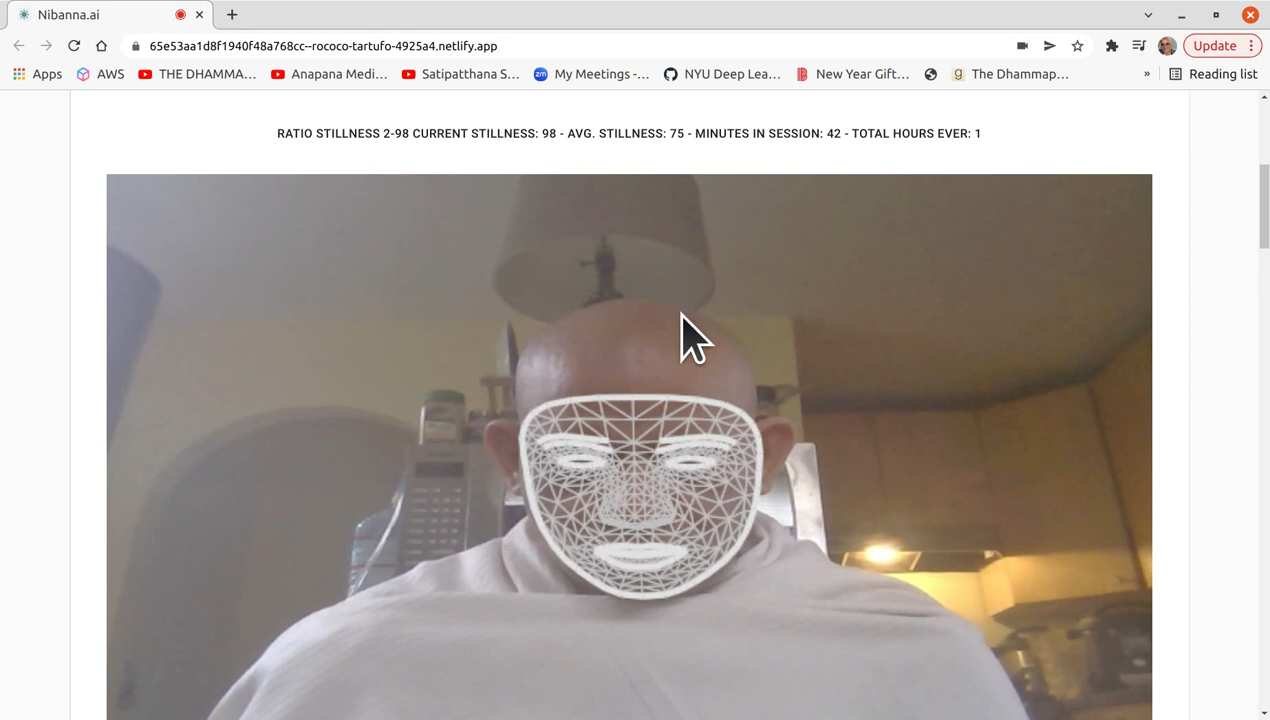 Nibanna.ai
65e53aa1d8f1940f48a768cc--rococo-tartufo-4925a4.netlify.app
Update
Apps AWS THE DHAMMA… Anapana Medi… Satipatthana S… zm My Meetings -… NYU Deep Lea… B New Year Gift… g The Dhammap… » Reading list
RATIO STILLNESS 2-98 CURRENT STILLNESS: 98 - AVG. STILLNESS: 75 - MINUTES IN SESSION: 42 - TOTAL HOURS EVER: 1